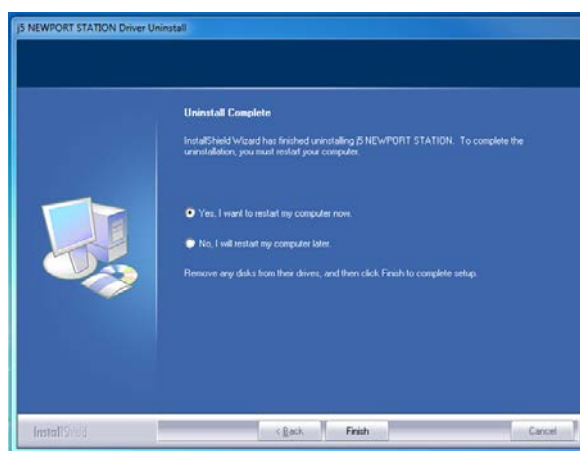 j5 NEWPORT STATION Driver Uninstall
Uninstall Complete
InstallShield Wizard has finished uninstalling j5 NEWPORT STATION. To complete the
uninstallation, you must restart your computer.
Yes, I want to restart my computer now.
No, I will restart my computer later.
Remove any disks from their drives, and then click Finish to complete setup.
InstallShield
< Back
Finish
Cancel